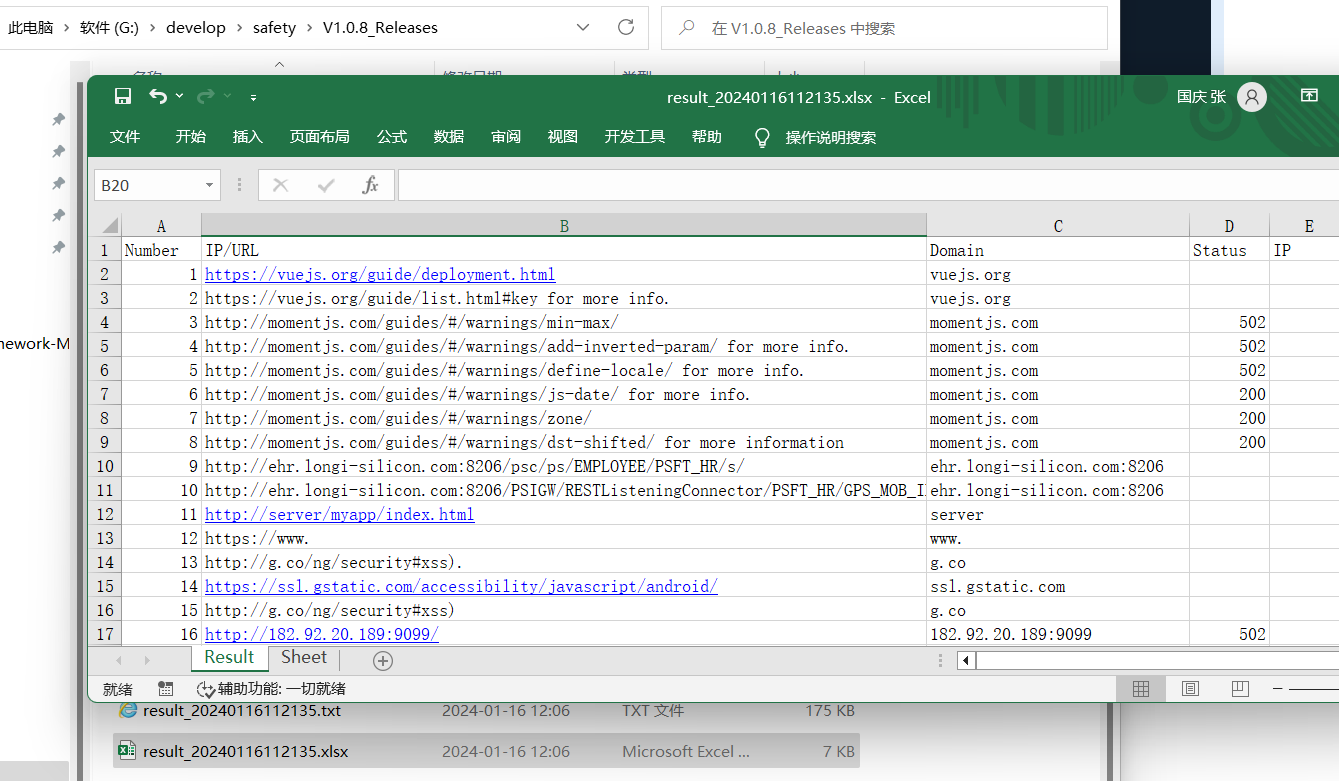 此电脑 > 软件 (G:) > develop > safety > V1.0.8_Releases
在 V1.0.8_Releases 中搜索
result_20240116112135.xlsx - Excel
国庆 张
文件 开始 插入 页面布局 公式 数据 审阅 视图 开发工具 帮助 操作说明搜索
B20
fx
A B C D E
1 Number IP/URL Domain Status IP
2 1 https://vuejs.org/guide/deployment.html vuejs.org
3 2 https://vuejs.org/guide/list.html#key for more info. vuejs.org
4 3 http://momentjs.com/guides/#/warnings/min-max/ momentjs.com 502
5 4 http://momentjs.com/guides/#/warnings/add-inverted-param/ for more info. momentjs.com 502
6 5 http://momentjs.com/guides/#/warnings/define-locale/ for more info. momentjs.com 502
7 6 http://momentjs.com/guides/#/warnings/js-date/ for more info. momentjs.com 200
8 7 http://momentjs.com/guides/#/warnings/zone/ momentjs.com 200
9 8 http://momentjs.com/guides/#/warnings/dst-shifted/ for more information momentjs.com 200
10 9 http://ehr.longi-silicon.com:8206/psc/ps/EMPLOYEE/PSFT_HR/s/ ehr.longi-silicon.com:8206
11 10 http://ehr.longi-silicon.com:8206/PSIGW/RESTListeningConnector/PSFT_HR/GPS_MOB_I ehr.longi-silicon.com:8206
12 11 http://server/myapp/index.html server
13 12 https://www. www.
14 13 http://g.co/ng/security#xss). g.co
15 14 https://ssl.gstatic.com/accessibility/javascript/android/ ssl.gstatic.com
16 15 http://g.co/ng/security#xss) g.co
17 16 http://182.92.20.189:9099/ 182.92.20.189:9099 502
nework-M
Result Sheet
就绪 辅助功能: 一切就绪
result_20240116112135.txt 2024-01-16 12:06 TXT 文件 175 KB
result_20240116112135.xlsx 2024-01-16 12:06 Microsoft Excel ... 7 KB